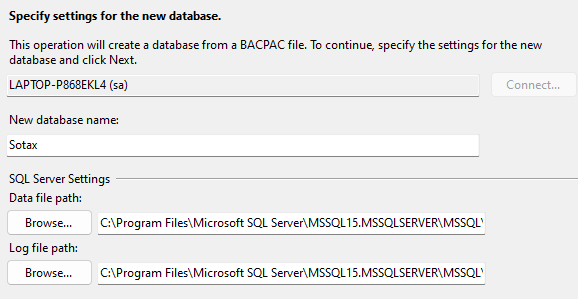 Specify settings for the new database.
This operation will create a database from a BACPAC file. To continue, specify the settings for the new
database and click Next.
LAPTOP-P868EKL4 (sa)
Connect...
New database name:
Sotax
SQL Server Settings
Data file path:
Browse... C:\Program Files\Microsoft SQL Server\MSSQL15.MSSQLSERVER\MSSQL\
Log file path:
Browse... C:\Program Files\Microsoft SQL Server\MSSQL15.MSSQLSERVER\MSSQL\